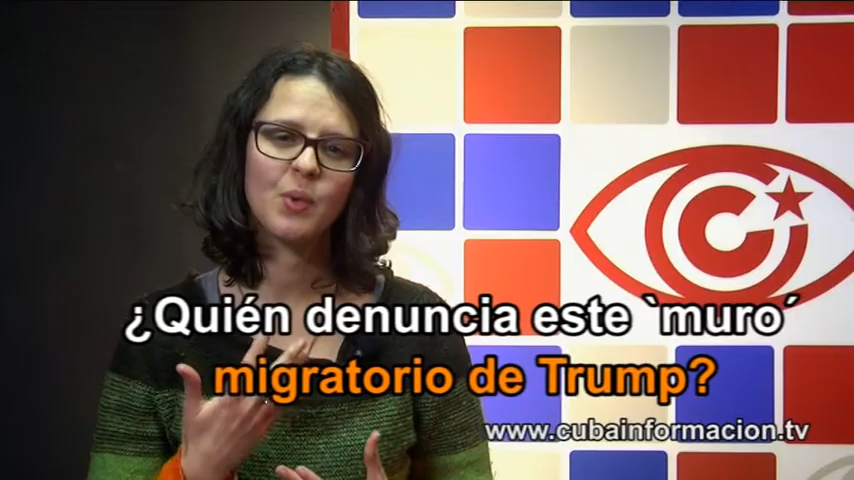 ¿Quién denuncia este `muro´
migratorio de Trump?
www.cubainformacion.tv